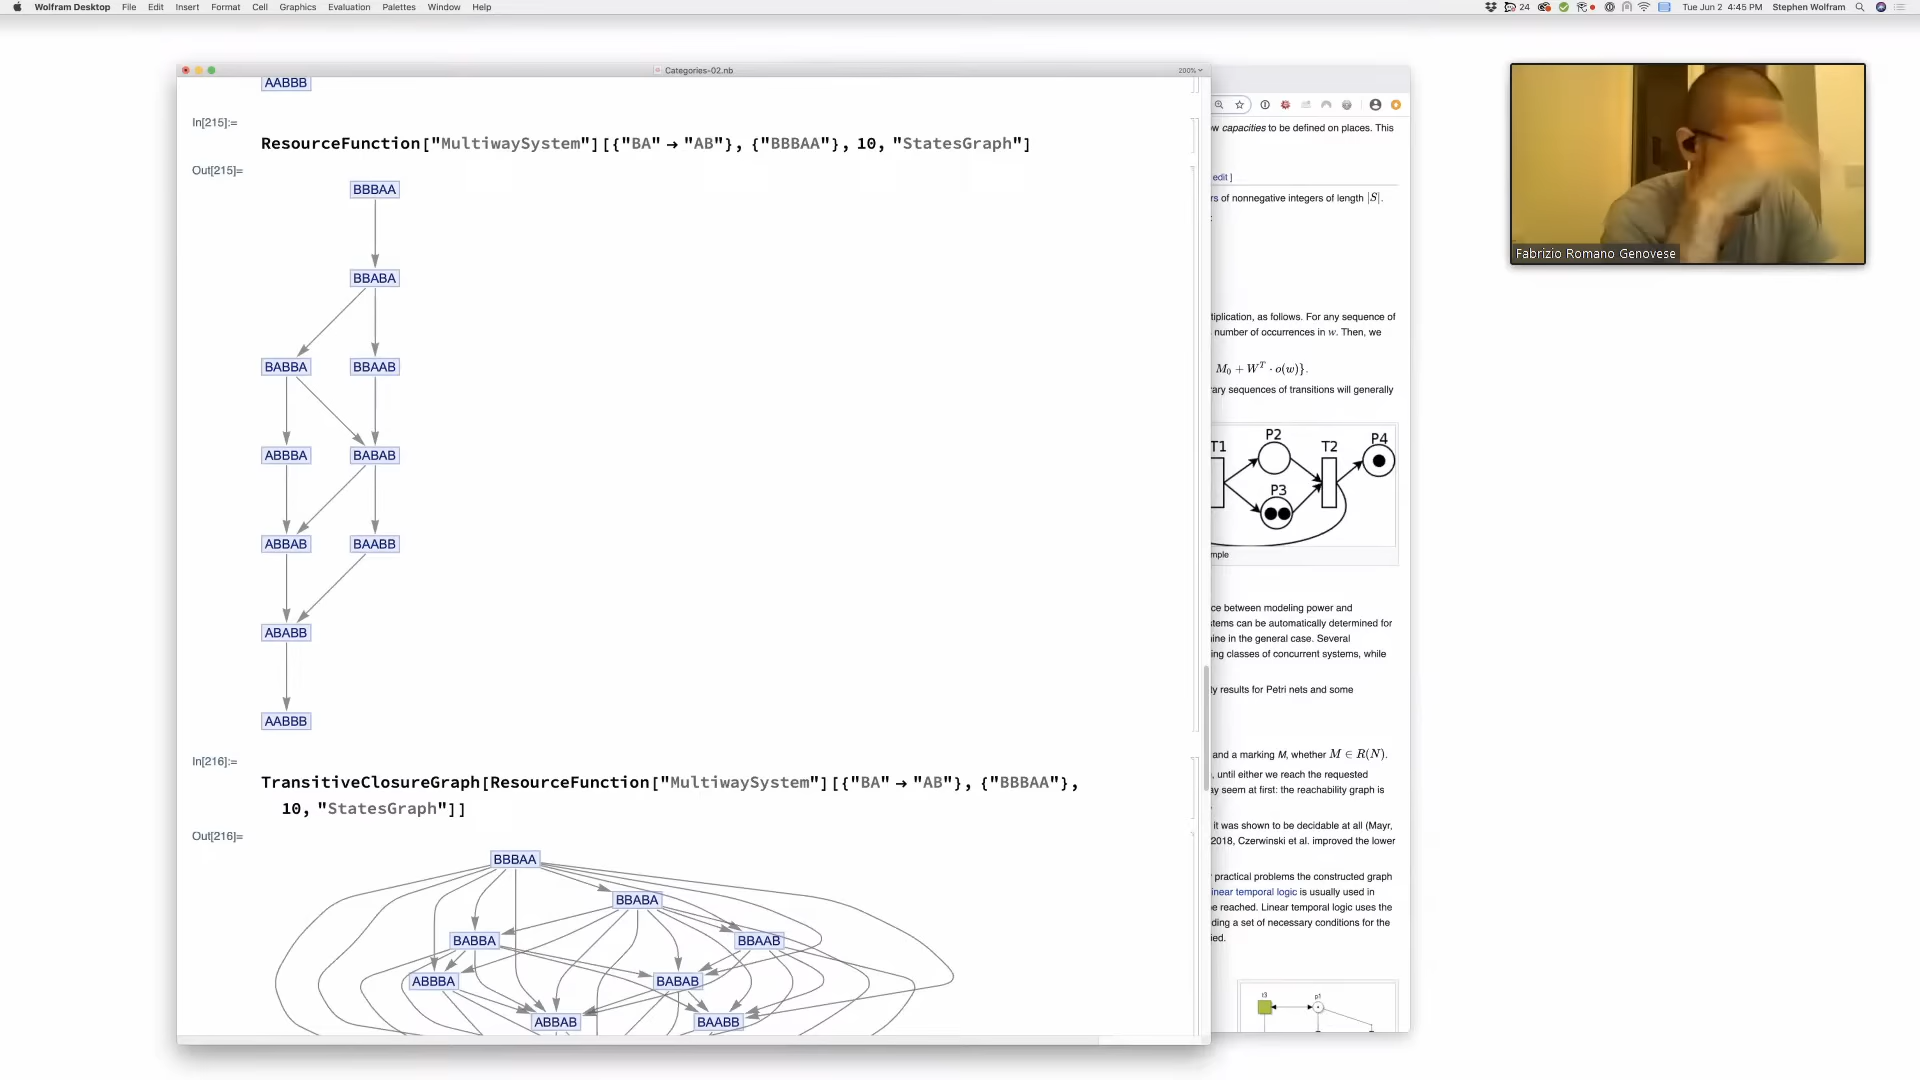 Wolfram Desktop File Edit Insert Format Cell Graphics Evaluation Palettes Window Help
24 Tue Jun 2 4:45 PM Stephen Wolfram
Categories-02.nb
200%
AABBB
In[215]:=
ResourceFunction["MultiwaySystem"][{"BA" → "AB"}, {"BBBAA"}, 10, "StatesGraph"]
Out[215]=
BBBAA
BBABA
BABBA BBAAB
ABBBA BABAB
ABBAB BAABB
ABABB
AABBB
In[216]:=
TransitiveClosureGraph[ResourceFunction["MultiwaySystem"][{"BA" → "AB"}, {"BBBAA"},
10, "StatesGraph"]]
Out[216]=
BBBAA
BBABA
BABBA BBAAB
ABBBA BABAB
ABBAB BAABB
capacities to be defined on places. This
edit ]
of nonnegative integers of length |S|.
tiplication, as follows. For any sequence of
number of occurrences in w. Then, we
M₀ + Wᵀ · o(w)}.
ary sequences of transitions will generally
T1 P2 T2 P4
P3
mple
ce between modeling power and
stems can be automatically determined for
ine in the general case. Several
ing classes of concurrent systems, while
ty results for Petri nets and some
and a marking M, whether M ∈ R(N).
, until either we reach the requested
ay seem at first: the reachability graph is
it was shown to be decidable at all (Mayr,
2018, Czerwinski et al. improved the lower
practical problems the constructed graph
inear temporal logic is usually used in
e reached. Linear temporal logic uses the
ding a set of necessary conditions for the
ied.
t3 p1
Fabrizio Romano Genovese